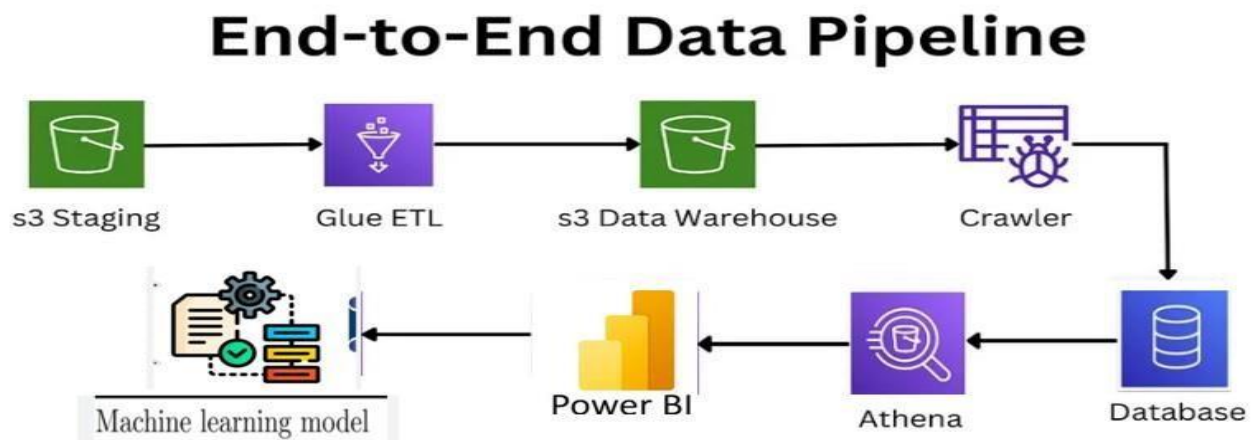 End-to-End Data Pipeline
s3 Staging
Glue ETL
s3 Data Warehouse
Crawler
Machine learning model
Power BI
Athena
Database